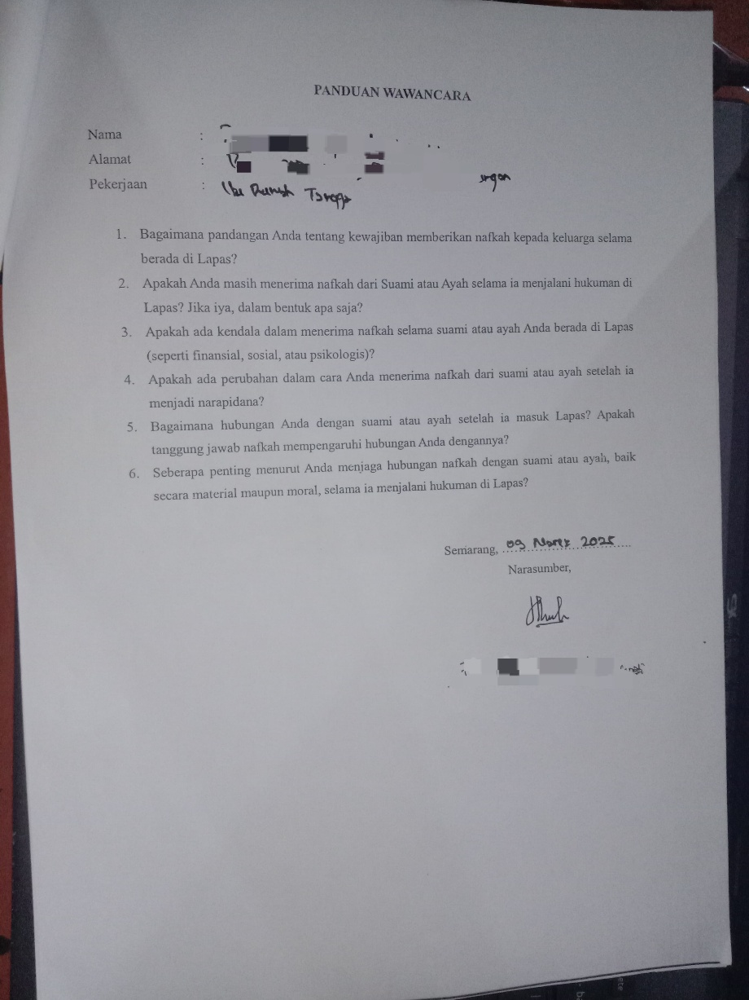 PANDUAN WAWANCARA
Nama :
Alamat :
Pekerjaan : Ibu Rumah Tangga
1. Bagaimana pandangan Anda tentang kewajiban memberikan nafkah kepada keluarga selama
berada di Lapas?
2. Apakah Anda masih menerima nafkah dari Suami atau Ayah selama ia menjalani hukuman di
Lapas? Jika iya, dalam bentuk apa saja?
3. Apakah ada kendala dalam menerima nafkah selama suami atau ayah Anda berada di Lapas
(seperti finansial, sosial, atau psikologis)?
4. Apakah ada perubahan dalam cara Anda menerima nafkah dari suami atau ayah setelah ia
menjadi narapidana?
5. Bagaimana hubungan Anda dengan suami atau ayah setelah ia masuk Lapas? Apakah
tanggung jawab nafkah mempengaruhi hubungan Anda dengannya?
6. Seberapa penting menurut Anda menjaga hubungan nafkah dengan suami atau ayah, baik
secara material maupun moral, selama ia menjalani hukuman di Lapas?
Semarang, 09 Maret 2025
Narasumber,